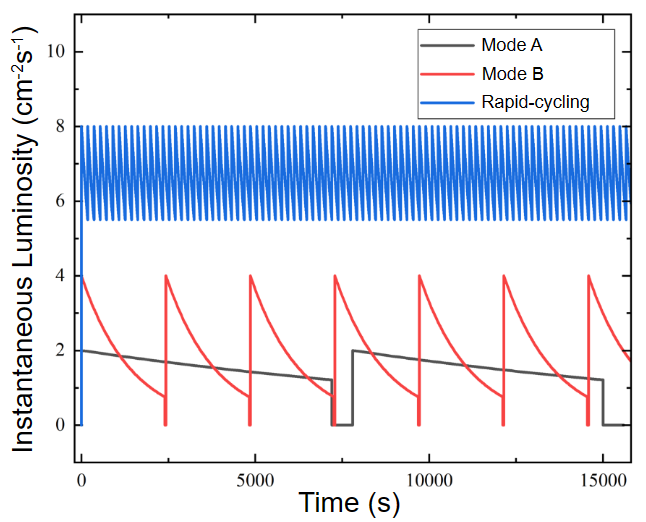 Instantaneous Luminosity (cm⁻²s⁻¹)
10
8
6
4
2
0
Mode A
Mode B
Rapid-cycling
0 5000 10000 15000
Time (s)